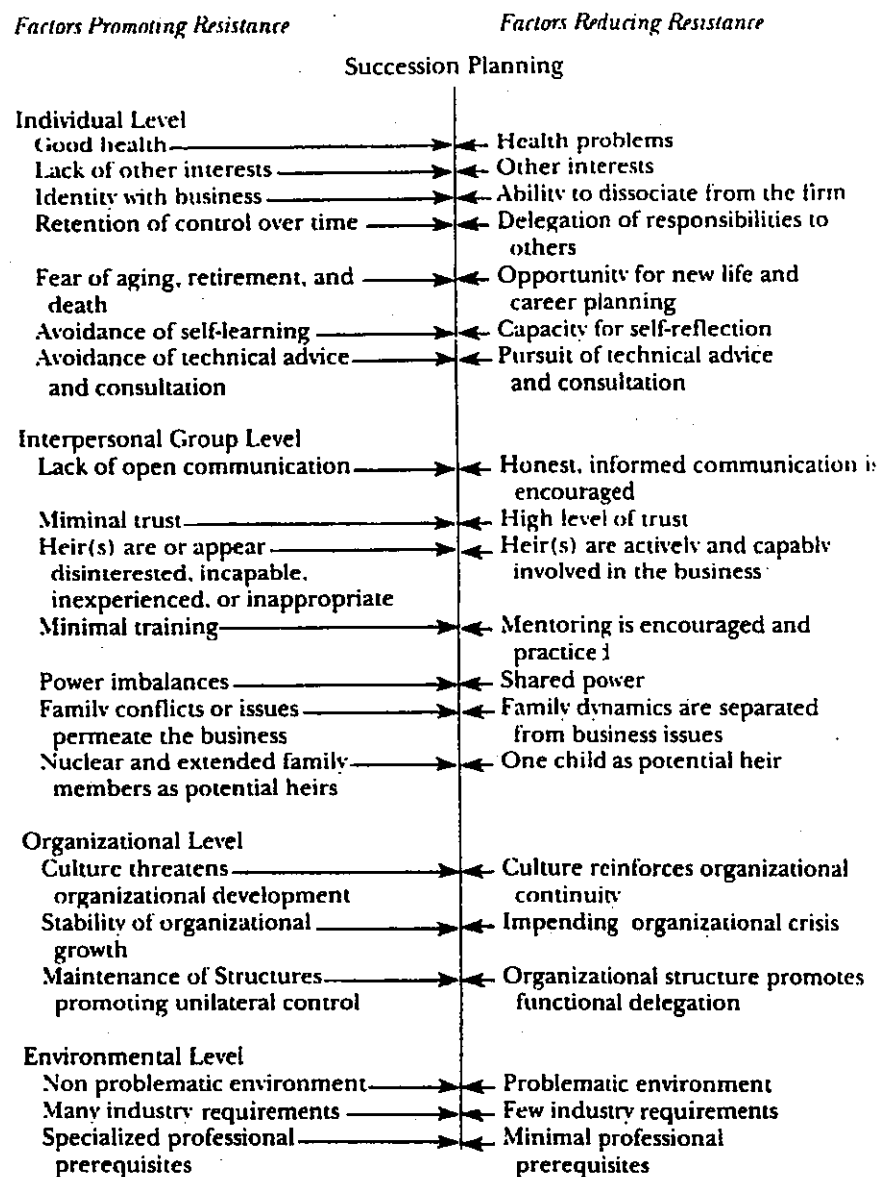 Factors Promoting Resistance Factors Reducing Resistance
Succession Planning
Individual Level
Good health Health problems
Lack of other interests Other interests
Identity with business Ability to dissociate from the firm
Retention of control over time Delegation of responsibilities to
others
Fear of aging, retirement, and Opportunity for new life and
death career planning
Avoidance of self-learning Capacity for self-reflection
Avoidance of technical advice Pursuit of technical advice
and consultation and consultation
Interpersonal Group Level
Lack of open communication Honest, informed communication is
encouraged
Miminal trust High level of trust
Heir(s) are or appear Heir(s) are actively and capably
disinterested, incapable, involved in the business
inexperienced, or inappropriate
Minimal training Mentoring is encouraged and
practiced
Power imbalances Shared power
Family conflicts or issues Family dynamics are separated
permeate the business from business issues
Nuclear and extended family One child as potential heir
members as potential heirs
Organizational Level
Culture threatens Culture reinforces organizational
organizational development continuity
Stability of organizational Impending organizational crisis
growth
Maintenance of Structures Organizational structure promotes
promoting unilateral control functional delegation
Environmental Level
Non problematic environment Problematic environment
Many industry requirements Few industry requirements
Specialized professional Minimal professional
prerequisites prerequisites